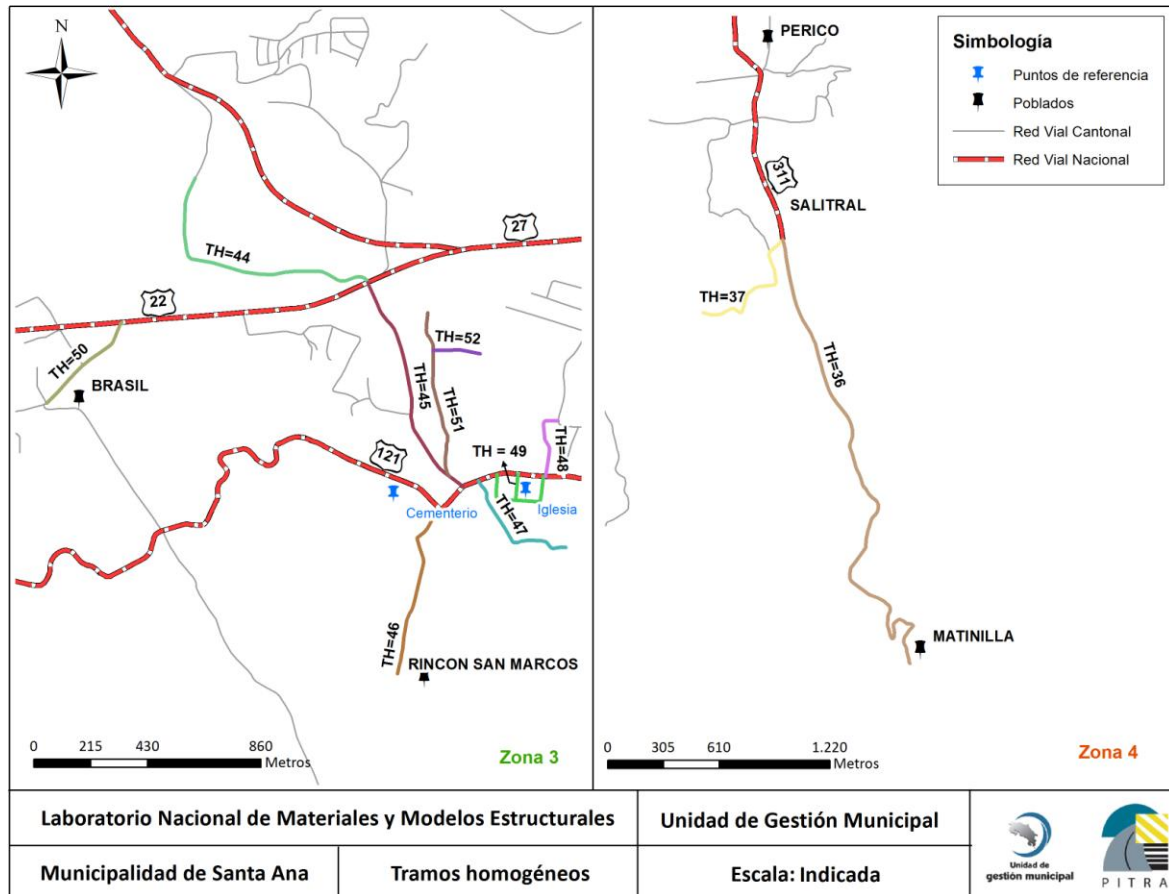 N
TH=44
27
22
TH=50
BRASIL
TH=52
TH=45
TH=51
TH = 49
TH=48
121
Cementerio
Iglesia
TH=47
TH=46
RINCON SAN MARCOS
0 215 430 860
Metros
Zona 3
PERICO
311
SALITRAL
TH=37
TH=36
MATINILLA
0 305 610 1.220
Metros
Zona 4
Simbología
Puntos de referencia
Poblados
Red Vial Cantonal
Red Vial Nacional
Laboratorio Nacional de Materiales y Modelos Estructurales
Unidad de Gestión Municipal
Municipalidad de Santa Ana
Tramos homogéneos
Escala: Indicada
Unidad de
gestión municipal
PITRA